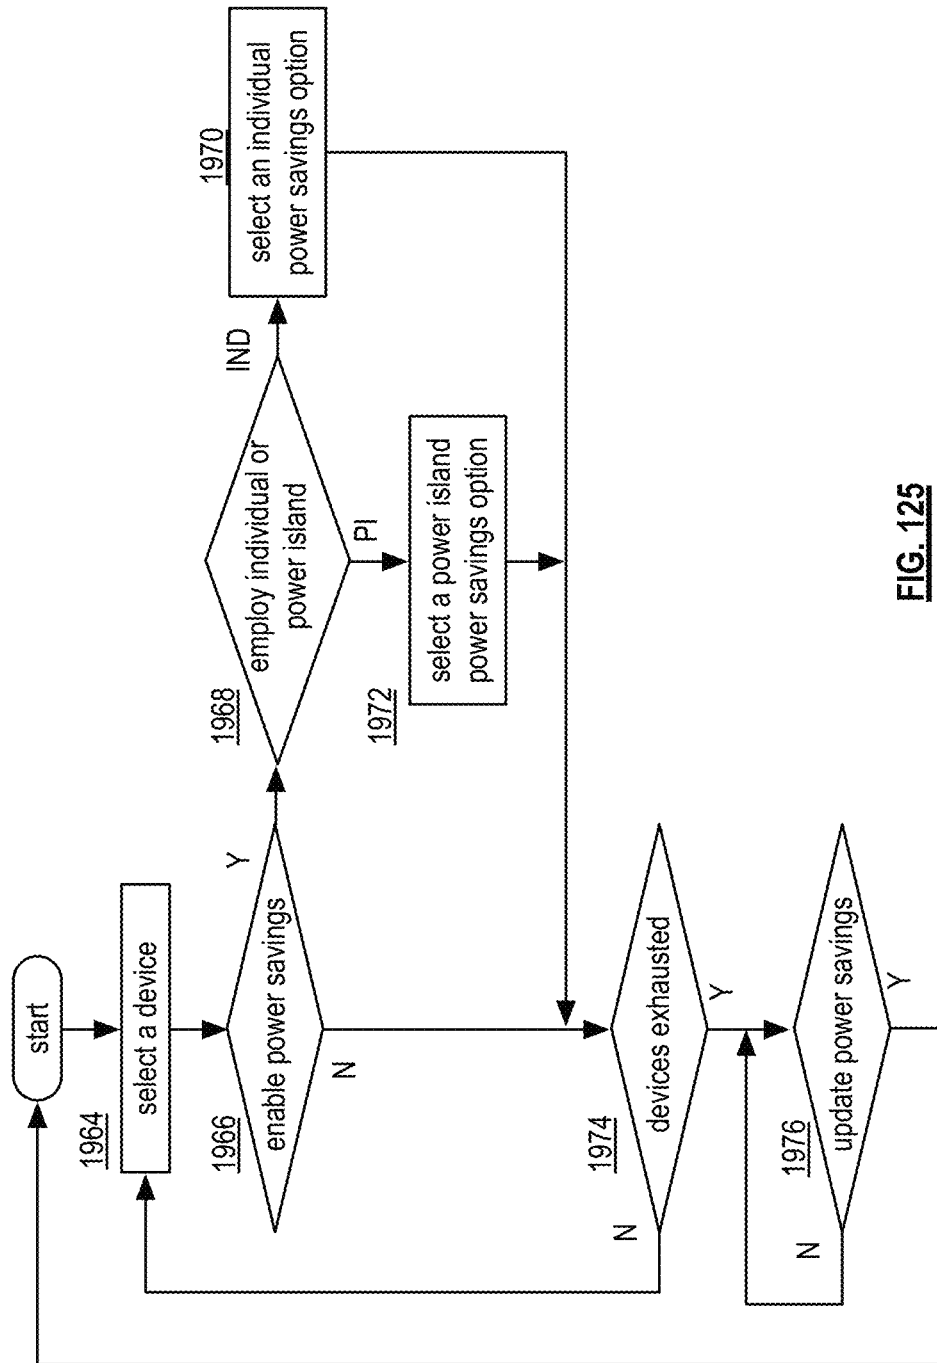 start
1964
select a device
1966
enable power savings
Y
N
1968
employ individual or
power island
IND
PI
1970
select an individual
power savings option
1972
select a power island
power savings option
1974
devices exhausted
N
Y
1976
update power savings
N
Y
FIG. 125